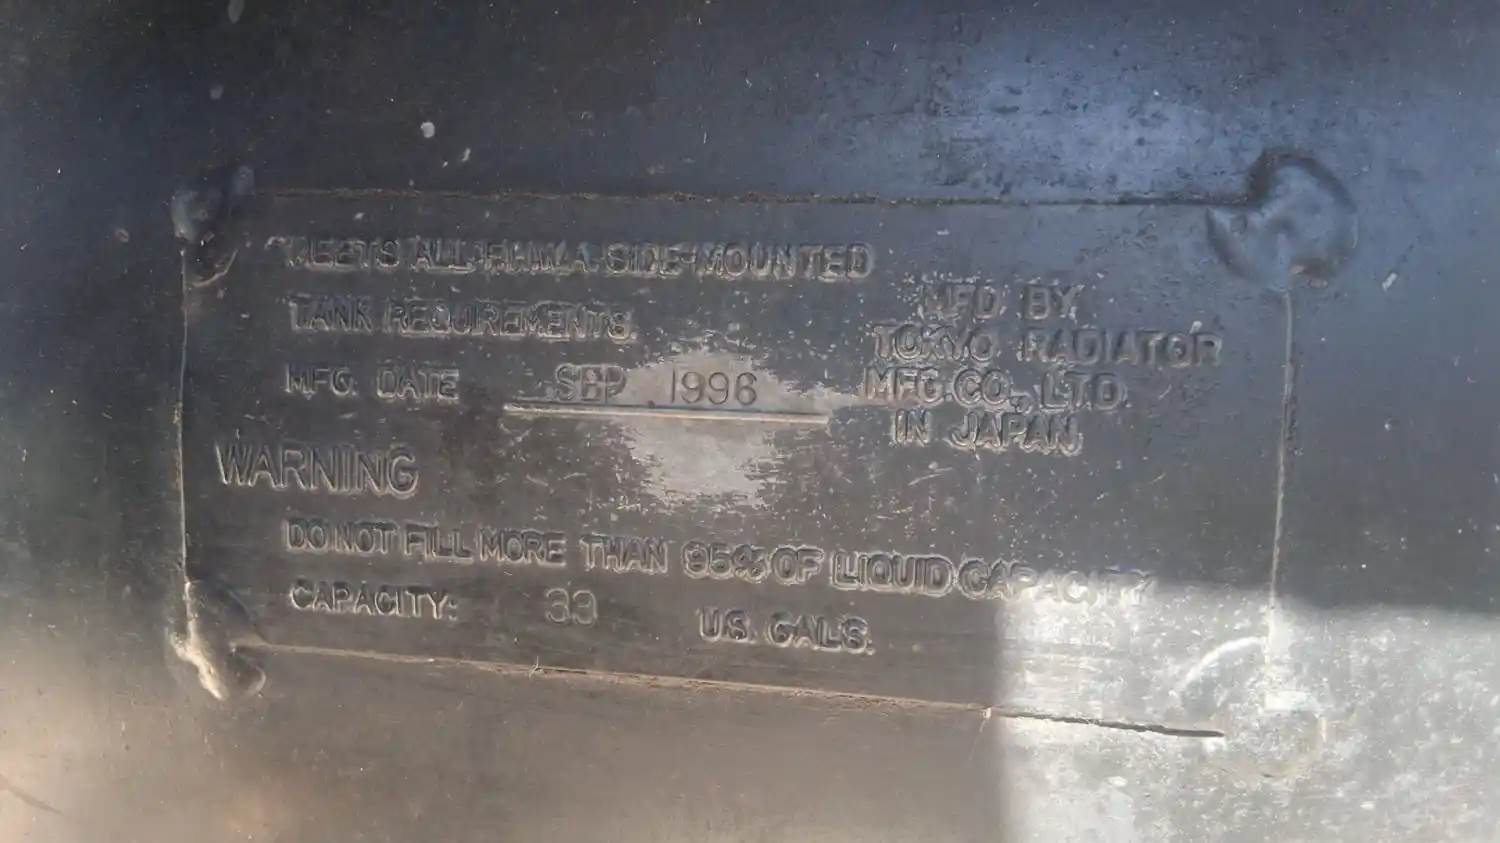 MEETS ALL F.H.W.A. SIDE-MOUNTED
TANK REQUIREMENTS.
MFG. DATE SEP 1996
MFD BY
TOKYO RADIATOR
MFG. CO., LTD.
IN JAPAN
WARNING
DO NOT FILL MORE THAN 95% OF LIQUID CAPACITY
CAPACITY: 33 U.S. GALS.